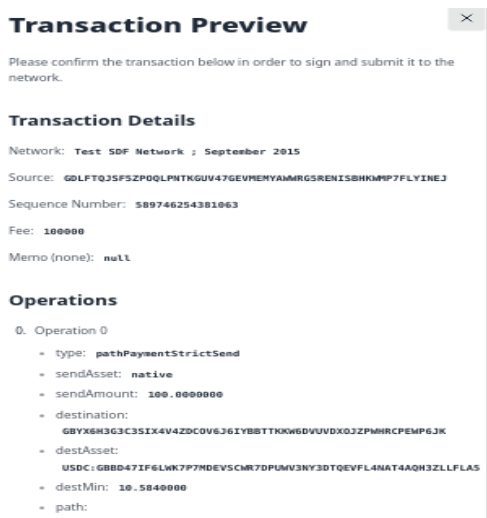 Transaction Preview
Please confirm the transaction below in order to sign and submit it to the
network.
Transaction Details
Network: Test SDF Network ; September 2015
Source: GDLFTQJSF5ZPOQLPNTKGUV47GEVMEMYAWWRG5RENISBHKWMP7FLYINEJ
Sequence Number: 589746254381063
Fee: 100000
Memo (none): null
Operations
0. Operation 0
type: pathPaymentStrictSend
sendAsset: native
sendAmount: 100.0000000
destination:
GBYX6H3G3C3SIX4V4ZDCOV6J6IYBBTTKKW6DVUVDXOJZPWHRCPEWP6JK
destAsset:
USDC:GBBD47IF6LWK7P7MDEVSCWR7DPUWV3NY3DTQEVFL4NAT4AQH3ZLLFLA5
destMin: 10.5840000
path: